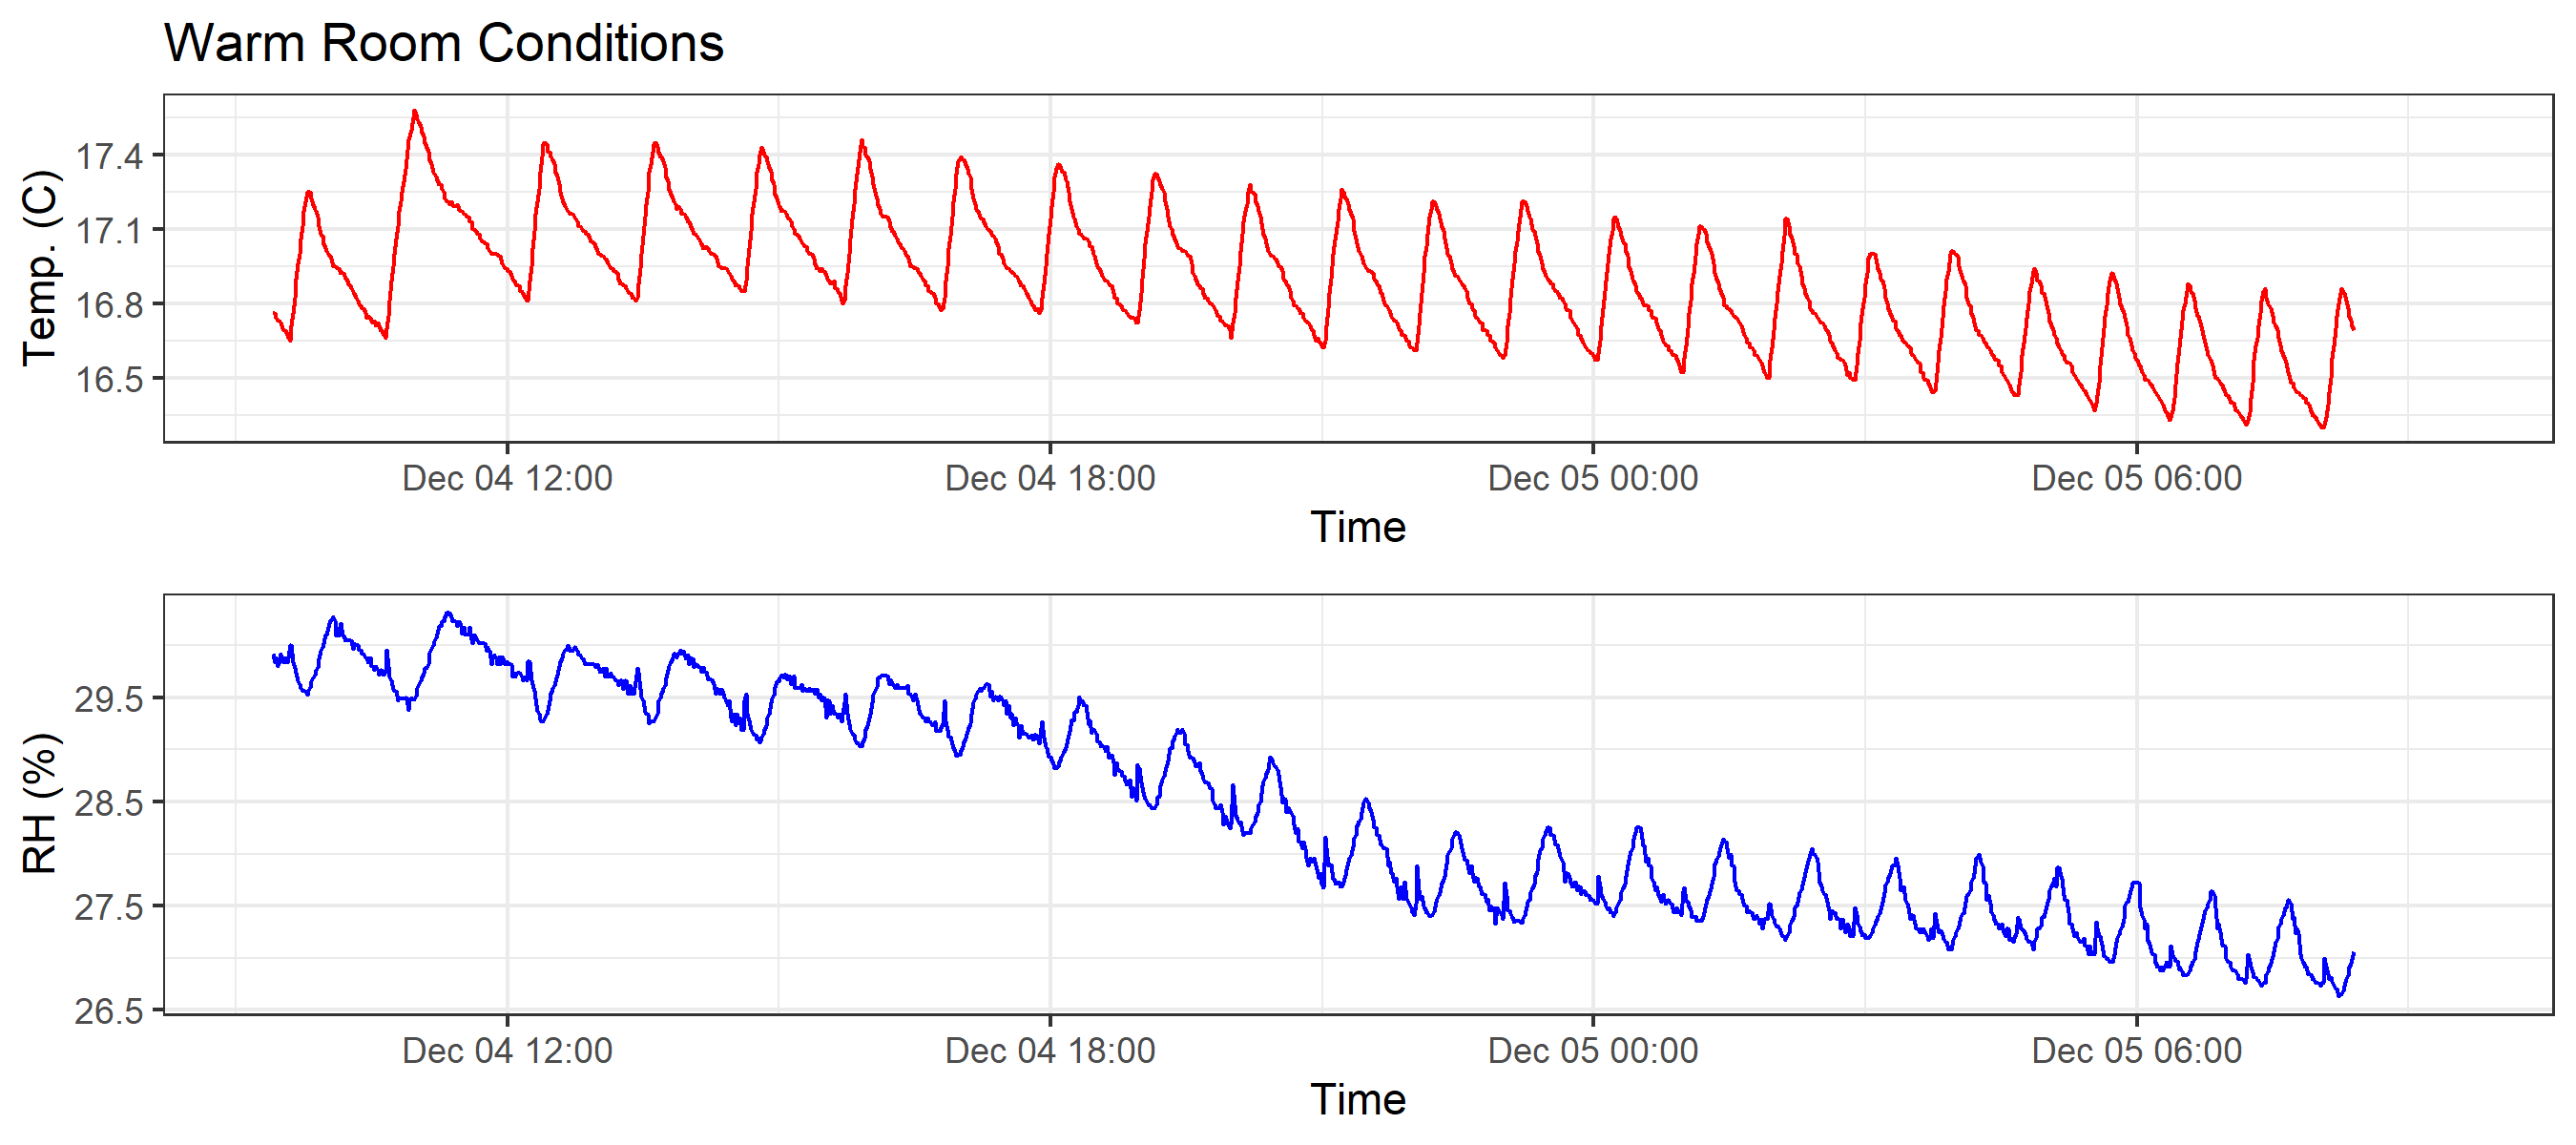 Warm Room Conditions
Temp. (C)
17.4
17.1
16.8
16.5
Dec 04 12:00 Dec 04 18:00 Dec 05 00:00 Dec 05 06:00
Time
RH (%)
29.5
28.5
27.5
26.5
Dec 04 12:00 Dec 04 18:00 Dec 05 00:00 Dec 05 06:00
Time